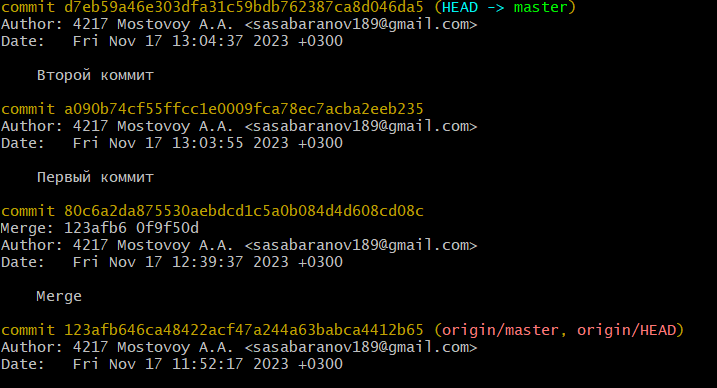 commit d7eb59a46e303dfa31c59bdb762387ca8d046da5 (HEAD -> master)
Author: 4217 Mostovoy A.A. <sasabaranov189@gmail.com>
Date:   Fri Nov 17 13:04:37 2023 +0300
Второй коммит
commit a090b74cf55ffcc1e0009fca78ec7acba2eeb235
Author: 4217 Mostovoy A.A. <sasabaranov189@gmail.com>
Date:   Fri Nov 17 13:03:55 2023 +0300
Первый коммит
commit 80c6a2da875530aebdcd1c5a0b084d4d608cd08c
Merge: 123afb6 0f9f50d
Author: 4217 Mostovoy A.A. <sasabaranov189@gmail.com>
Date:   Fri Nov 17 12:39:37 2023 +0300
Merge
commit 123afb646ca48422acf47a244a63babca4412b65 (origin/master, origin/HEAD)
Author: 4217 Mostovoy A.A. <sasabaranov189@gmail.com>
Date:   Fri Nov 17 11:52:17 2023 +0300